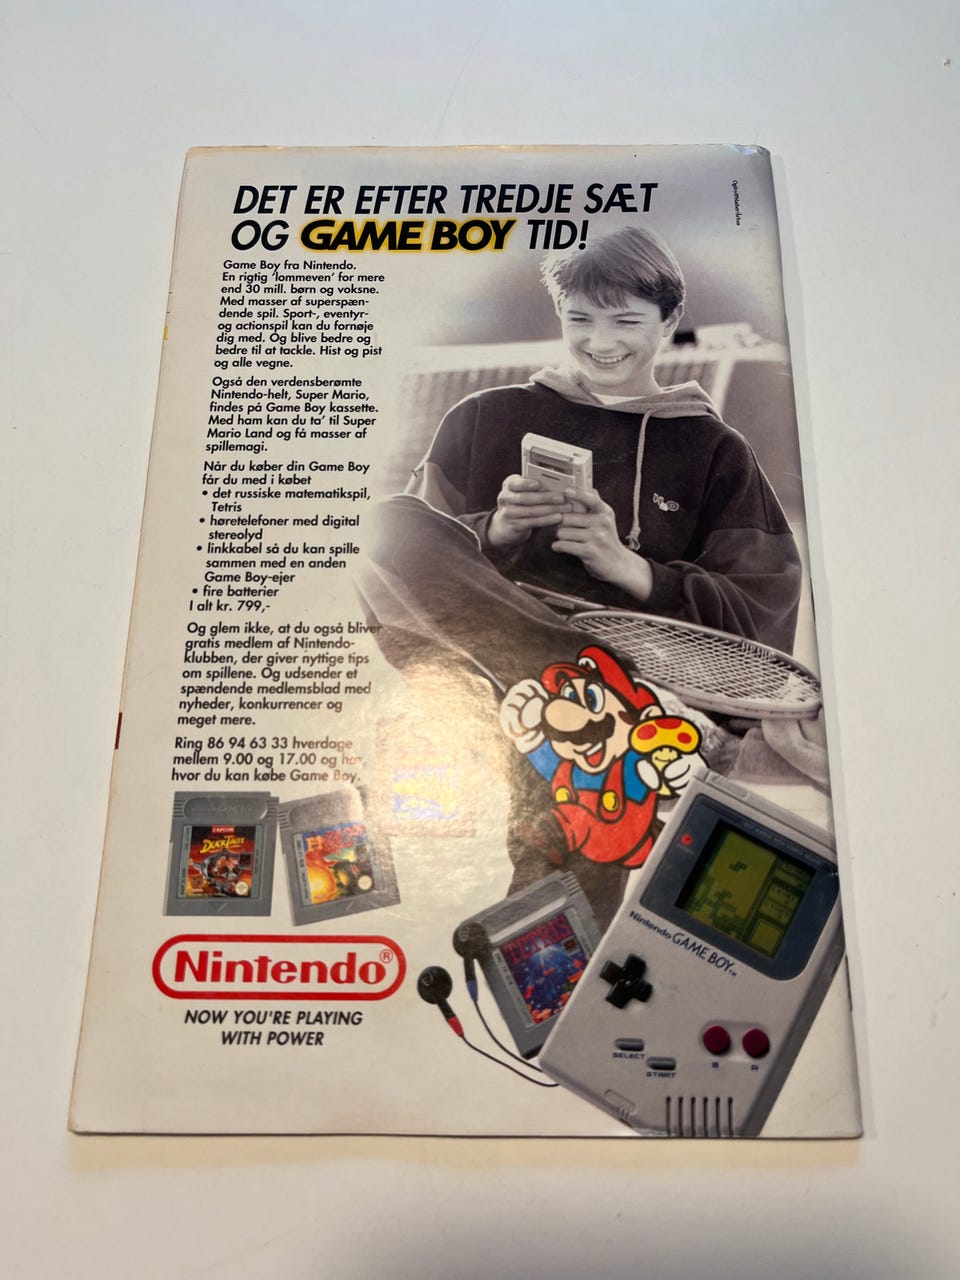 DET ER EFTER TREDJE SÆT
OG GAME BOY TID!
Game Boy fra Nintendo.
En rigtig 'lommeven' for mere
end 30 mill. børn og voksne.
Med masser af superspæn-
dende spil. Sport-, eventyr-
og actionspil kan du fornøje
dig med. Og blive bedre og
bedre til at tackle. Hist og pist
og alle vegne.
Også den verdensberømte
Nintendo-helt, Super Mario,
findes på Game Boy kassette.
Med ham kan du ta' til Super
Mario Land og få masser af
spillemagi.
Når du køber din Game Boy
får du med i købet
• det russiske matematikspil,
Tetris
• høretelefoner med digital
stereolyd
• linkkabel så du kan spille
sammen med en anden
Game Boy-ejer
• fire batterier
I alt kr. 799,-
Og glem ikke, at du også bliver
gratis medlem af Nintendo-
klubben, der giver nyttige tips
om spillene. Og udsender et
spændende medlemsblad med
nyheder, konkurrencer og
meget mere.
Ring 86 94 63 33 hverdage
mellem 9.00 og 17.00 og hør,
hvor du kan købe Game Boy.
CAPCOM
DUCKTALES
F1 RACE
TETRIS
Nintendo®
NOW YOU'RE PLAYING
WITH POWER
Nintendo GAME BOY™
SELECT
START
B
A